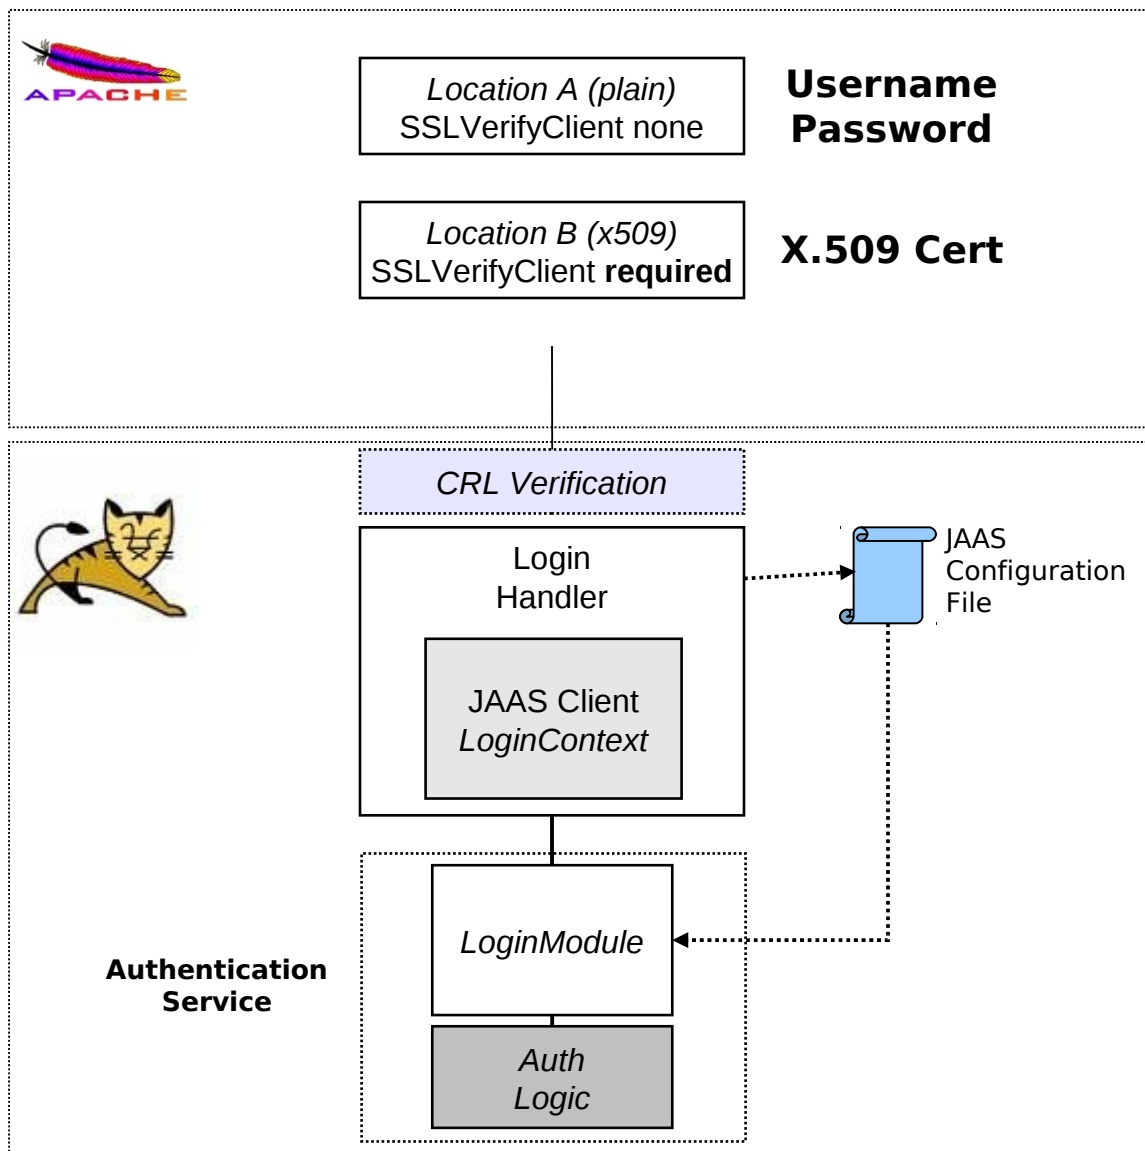 APACHE
Location A (plain)
SSLVerifyClient none
Username
Password
Location B (x509)
SSLVerifyClient required
X.509 Cert
CRL Verification
Login
Handler
JAAS
Configuration
File
JAAS Client
LoginContext
LoginModule
Authentication
Service
Auth
Logic